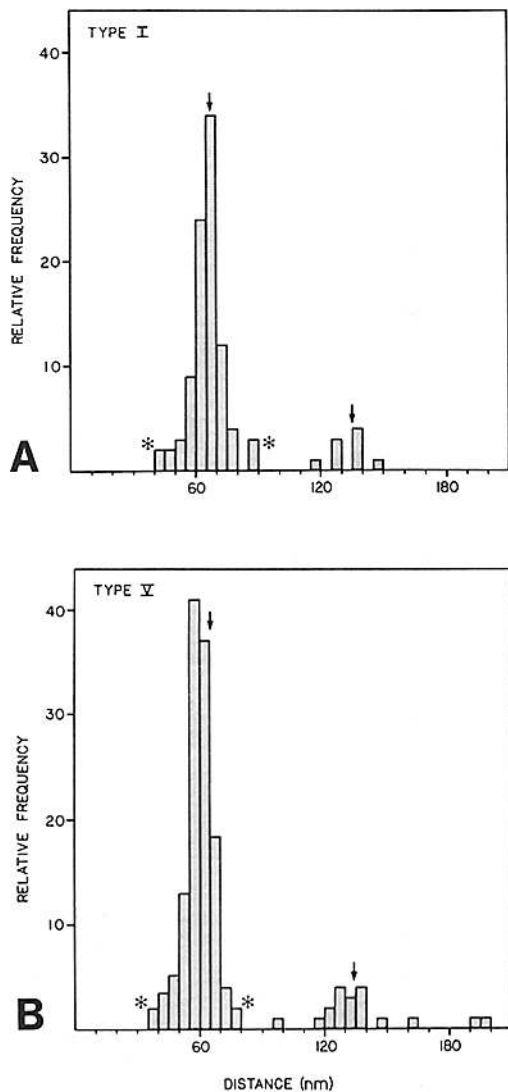 TYPE I
40
30
20
10
RELATIVE FREQUENCY
* *
A
60 120 180
TYPE V
40
30
20
10
RELATIVE FREQUENCY
* *
B
60 120 180
DISTANCE (nm)